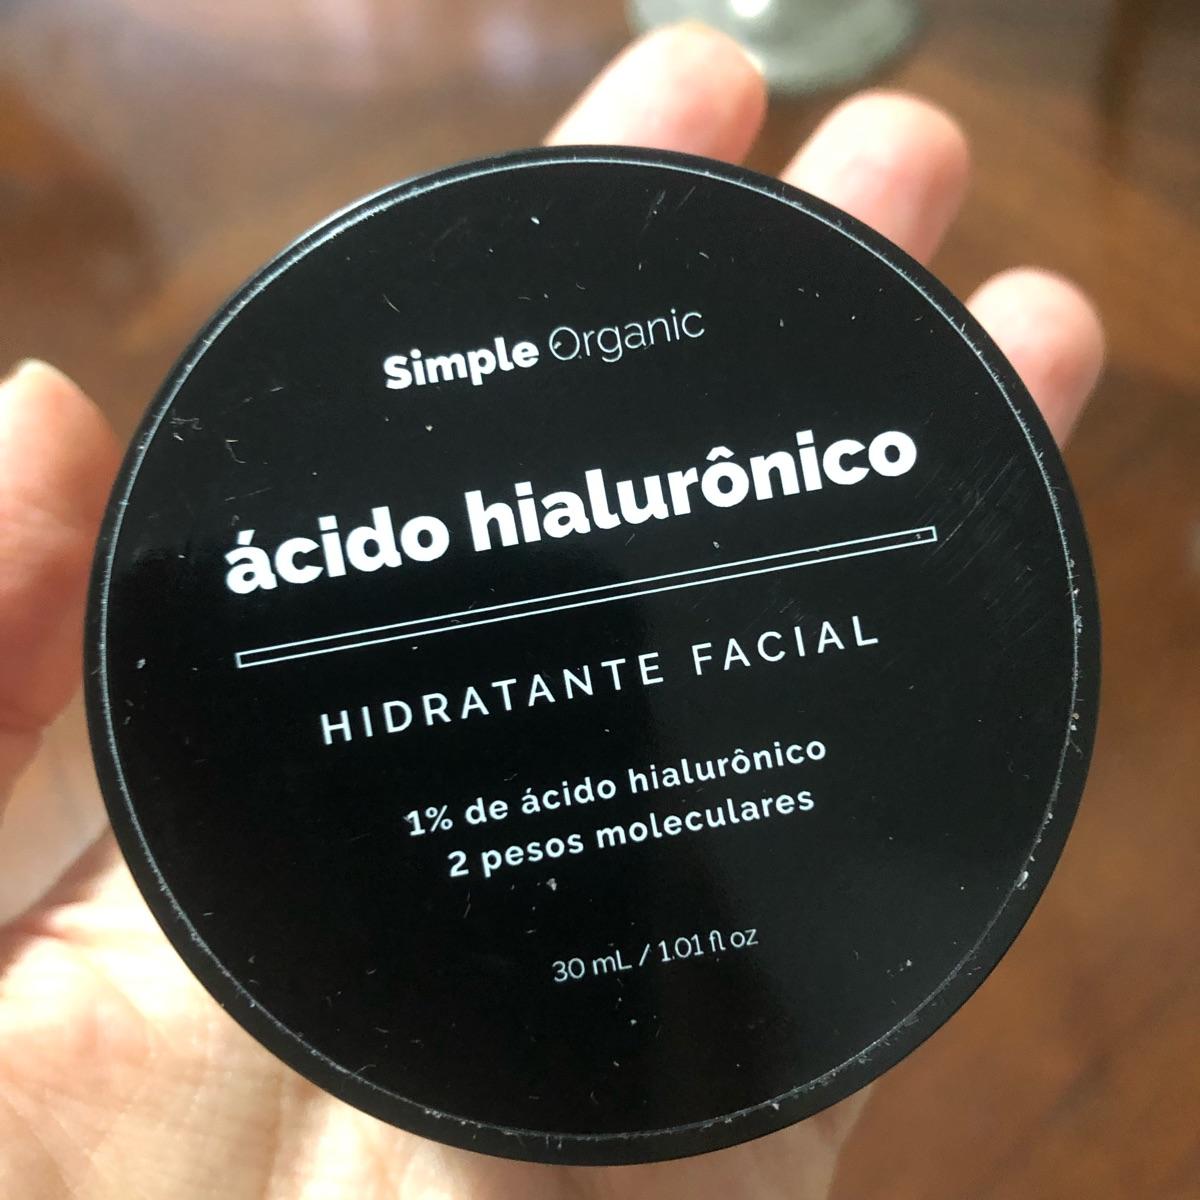 Simple Organic
ácido hialurônico
HIDRATANTE FACIAL
1% de ácido hialurônico
2 pesos moleculares
30 mL / 1.01 fl oz